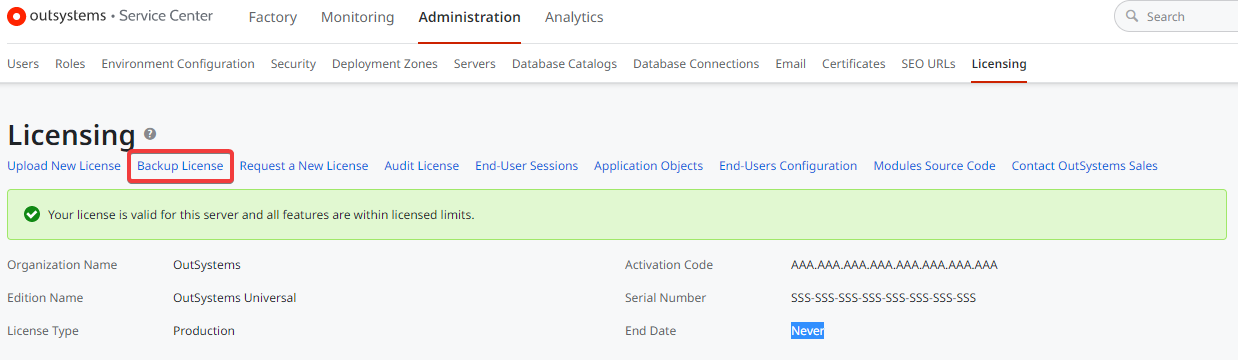 outsystems • Service Center Factory Monitoring Administration Analytics Search
Users Roles Environment Configuration Security Deployment Zones Servers Database Catalogs Database Connections Email Certificates SEO URLs Licensing
Licensing ?
Upload New License Backup License Request a New License Audit License End-User Sessions Application Objects End-Users Configuration Modules Source Code Contact OutSystems Sales
Your license is valid for this server and all features are within licensed limits.
Organization Name OutSystems Activation Code AAA.AAA.AAA.AAA.AAA.AAA.AAA.AAA
Edition Name OutSystems Universal Serial Number SSS-SSS-SSS-SSS-SSS-SSS-SSS-SSS
License Type Production End Date Never